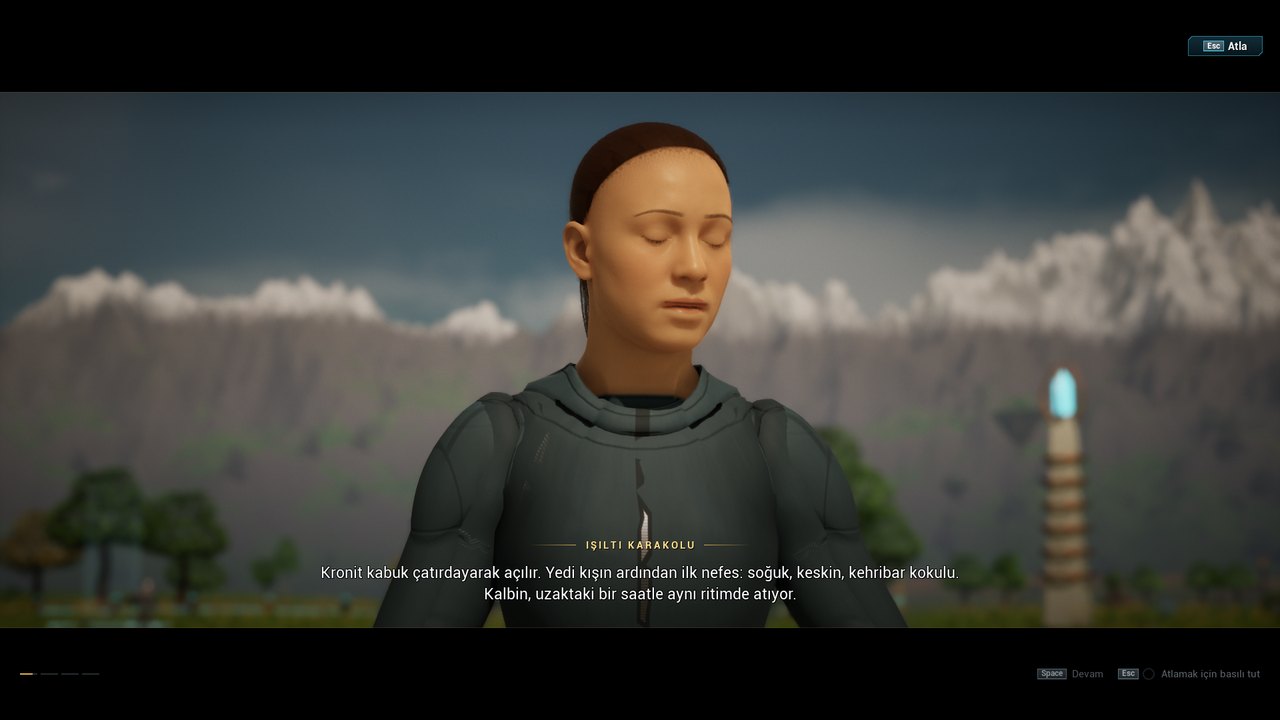 Esc Atla
IŞILTI KARAKOLU
Kronit kabuk çatırdayarak açılır. Yedi kışın ardından ilk nefes: soğuk, keskin, kehribar kokulu.
Kalbin, uzaktaki bir saatle aynı ritimde atıyor.
Space Devam Esc Atlamak için basılı tut